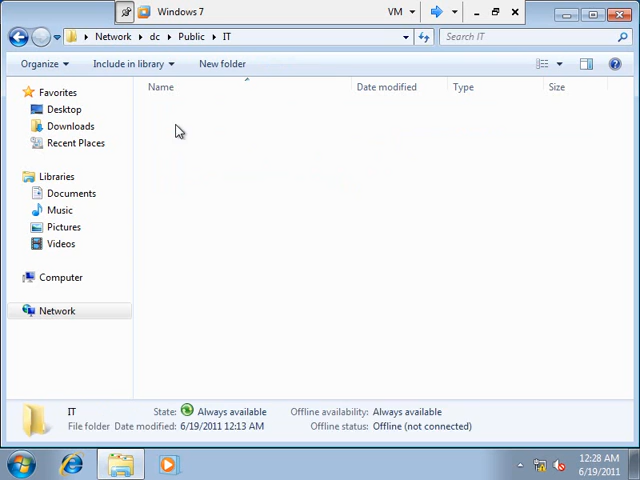 Windows 7
VM
Network
dc
Public
IT
Search IT
Organize
Include in library
New folder
Name
Date modified
Type
Size
Favorites
Desktop
Downloads
Recent Places
Libraries
Documents
Music
Pictures
Videos
Computer
Network
IT
State: Always available
Offline availability: Always available
File folder
Date modified: 6/19/2011 12:13 AM
Offline status: Offline (not connected)
12:28 AM
6/19/2011